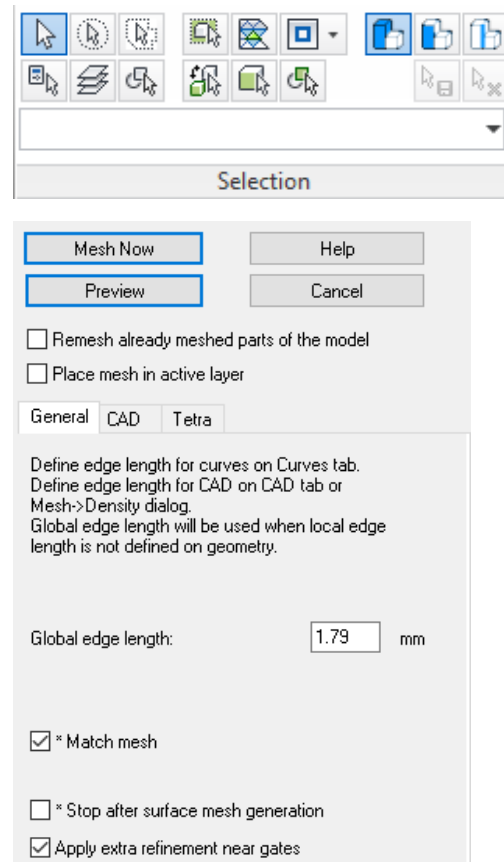 Selection
Mesh Now Help
Preview Cancel
Remesh already meshed parts of the model
Place mesh in active layer
General CAD Tetra
Define edge length for curves on Curves tab.
Define edge length for CAD on CAD tab or
Mesh->Density dialog.
Global edge length will be used when local edge
length is not defined on geometry.
Global edge length: 1.79 mm
* Match mesh
* Stop after surface mesh generation
Apply extra refinement near gates